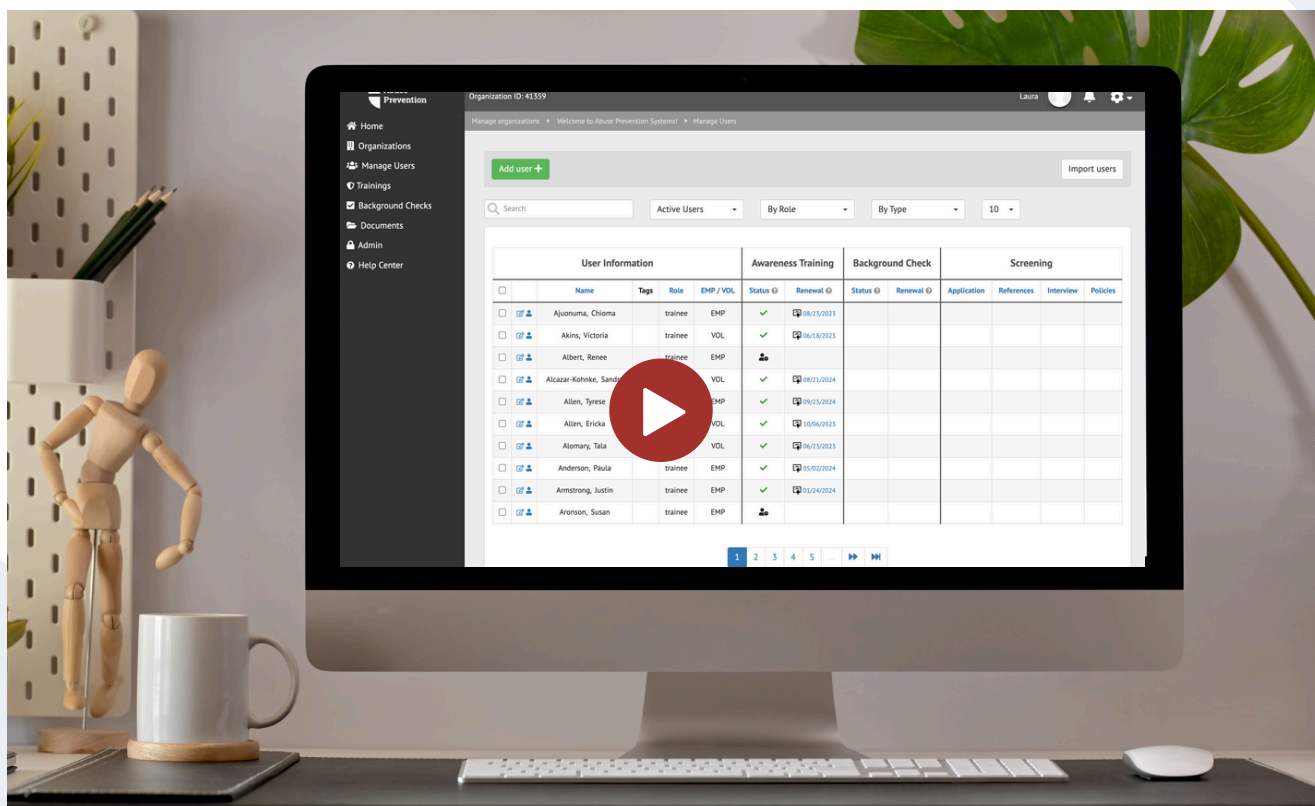 Prevention
Organization ID: 41359
Laura
Manage organizations Welcome to Abuse Prevention Systems! Manage Users
Home
Organizations
Manage Users
Trainings
Background Checks
Documents
Admin
Help Center
Add user +
Import users
Search
Active Users
By Role
By Type
10
User Information Awareness Training Background Check Screening
Name Tags Role EMP / VOL Status Renewal Status Renewal Application References Interview Policies
Ajuonuma, Chioma trainee EMP 08/23/2023
Akins, Victoria trainee VOL 06/18/2023
Albert, Renee trainee EMP
Alcazar-Kohnke, VOL 08/21/2024
Allen, Tyrese EMP 09/23/2024
Allen, Ericka VOL 10/06/2023
Alomary, Tala VOL 06/23/2023
Anderson, Paula trainee EMP 05/02/2024
Armstrong, Justin trainee EMP 01/24/2024
Aronson, Susan trainee EMP
1 2 3 4 5 ...